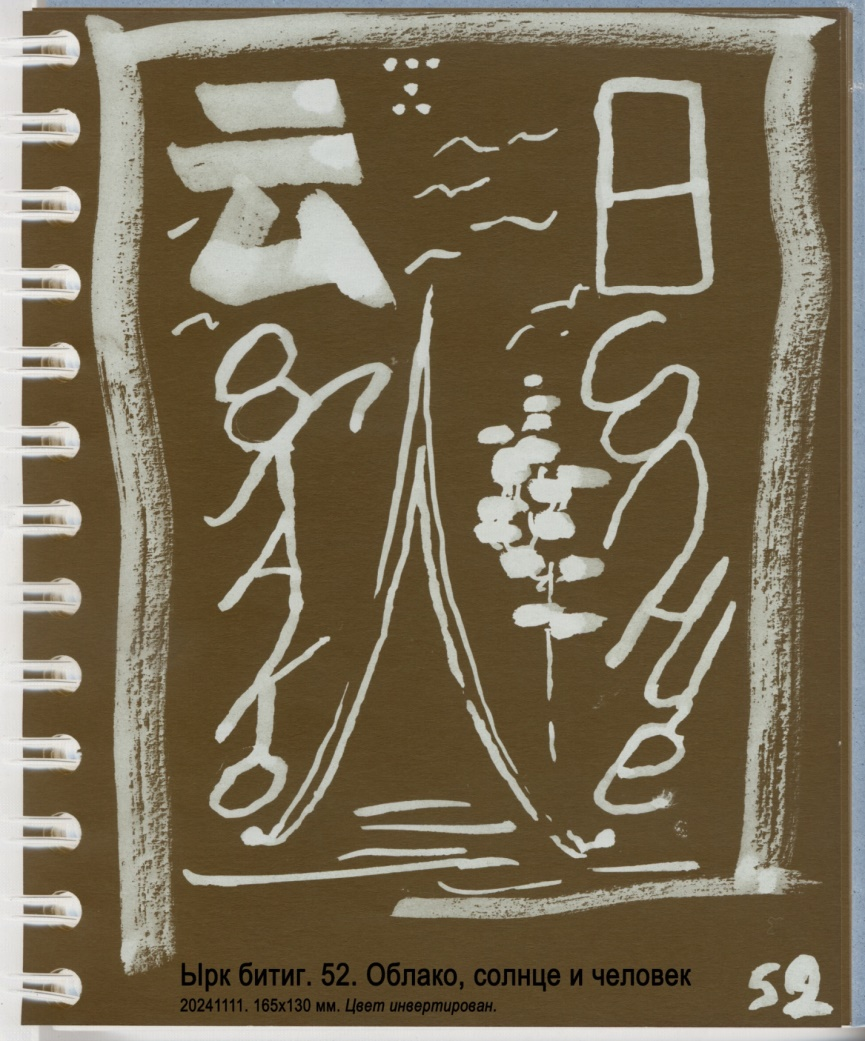 云 日
人
ОБЛАКО
СОЛНЦе
Ырк битиг. 52. Облако, солнце и человек
20241111. 165x130 мм. Цвет инвертирован.
52